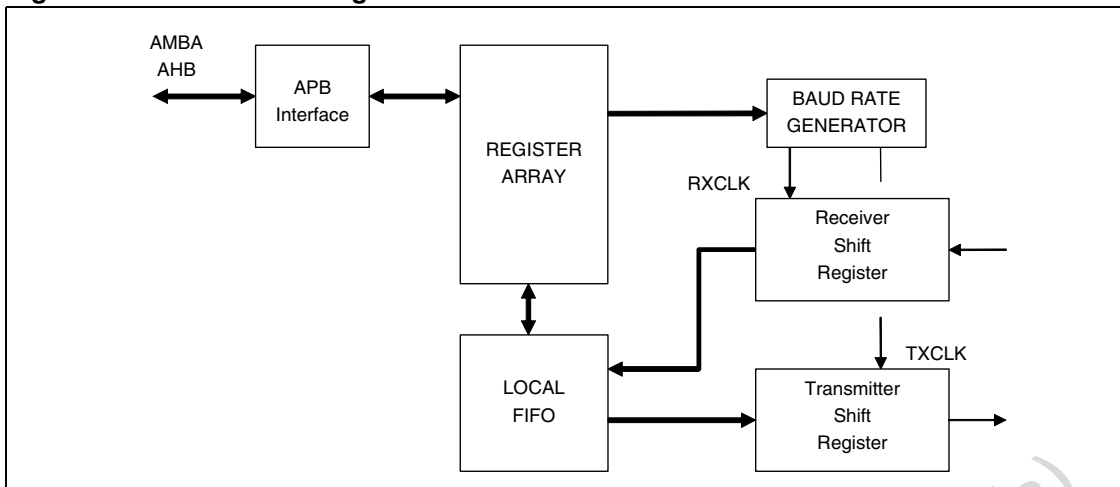 AMBA
AHB
APB
Interface
REGISTER
ARRAY
BAUD RATE
GENERATOR
RXCLK
Receiver
Shift
Register
TXCLK
LOCAL
FIFO
Transmitter
Shift
Register